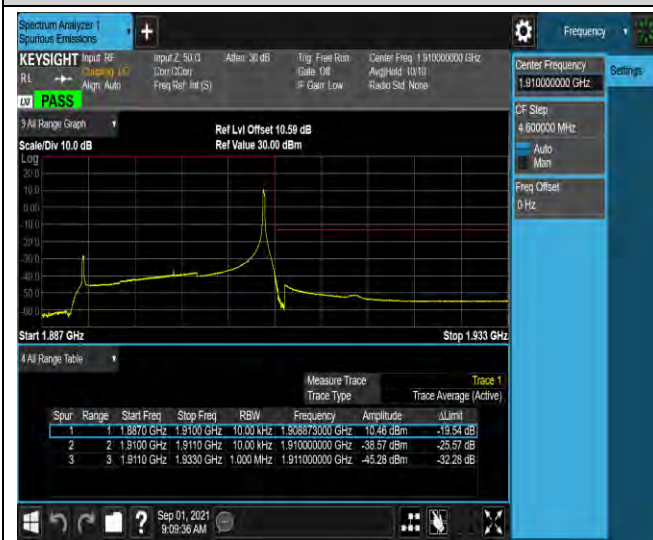 Spectrum Analyzer 1
Spurious Emissions
+
Frequency
KEYSIGHT Input: RF Input Z: 50 Ω Atten: 30 dB Trig: Free Run Center Freq: 1.910000000 GHz
RL Coupling: DC Corr CCorr Gate: Off Avg|Hold: 10/10
Align: Auto Freq Ref: Int (S) IF Gain: Low Radio Std: None
LV PASS
Center Frequency
1.910000000 GHz
Settings
CF Step
4.600000 MHz
Auto
Man
Freq Offset
0 Hz
3 All Range Graph
Ref Lvl Offset 10.59 dB
Scale/Div 10.0 dB Ref Value 30.00 dBm
Log
20.0
10.0
0.00
-10.0
-20.0
-30.0
-40.0
-50.0
-60.0
Start 1.887 GHz Stop 1.933 GHz
4 All Range Table
Measure Trace Trace 1
Trace Type Trace Average (Active)
Spur Range Start Freq Stop Freq RBW Frequency Amplitude ΔLimit
1 1 1.8870 GHz 1.9100 GHz 10.00 kHz 1.908873000 GHz 10.46 dBm -19.54 dB
2 2 1.9100 GHz 1.9110 GHz 10.00 kHz 1.910000000 GHz -38.57 dBm -25.57 dB
3 3 1.9110 GHz 1.9330 GHz 1.000 MHz 1.911000000 GHz -45.28 dBm -32.28 dB
? Sep 01, 2021
9:09:36 AM